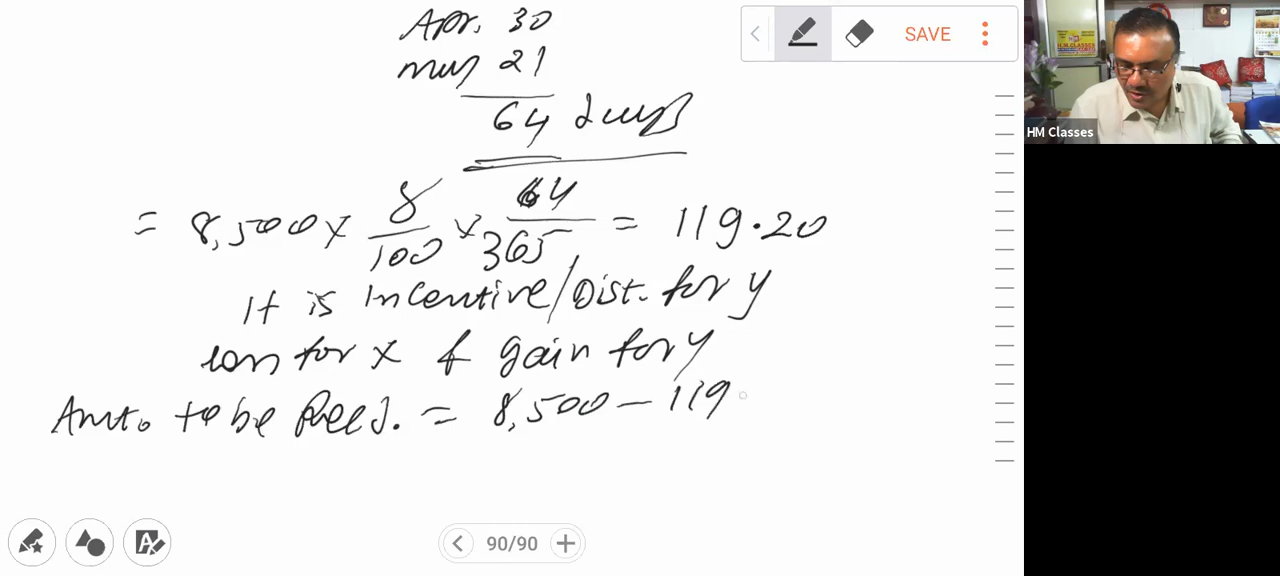 Apr. 30
may 21
64 days
SAVE
= 8,500 × 8/100 × 64/365 = 119.20
It is Incentive/Dist. for y
loss for x & gain for y
Amt. to be Reed. = 8,500 - 119
90/90
HM Classes